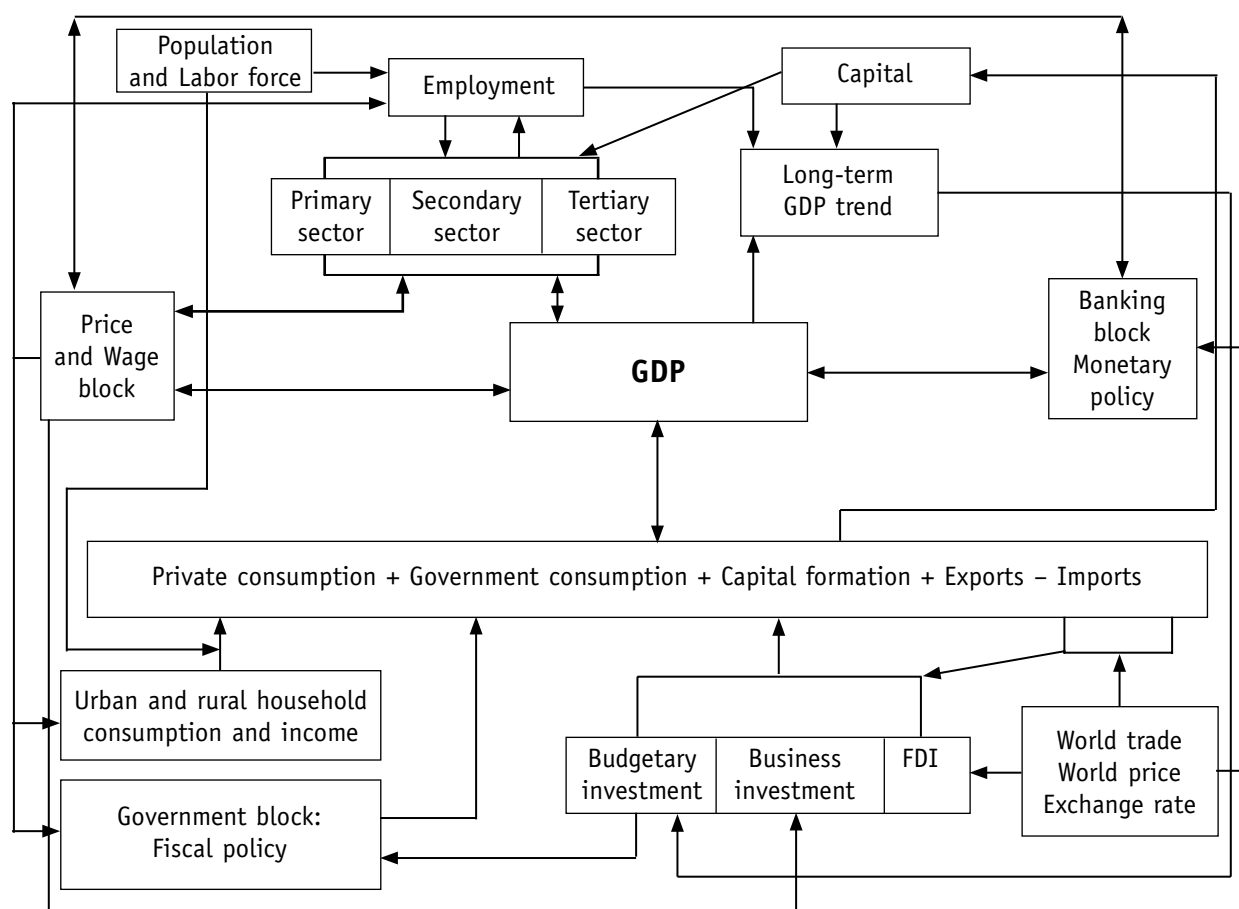 Population
and Labor force
Employment
Capital
Primary
sector
Secondary
sector
Tertiary
sector
Long-term
GDP trend
Price
and Wage
block
GDP
Banking
block
Monetary
policy
Private consumption + Government consumption + Capital formation + Exports – Imports
Urban and rural household
consumption and income
Budgetary
investment
Business
investment
FDI
World trade
World price
Exchange rate
Government block:
Fiscal policy